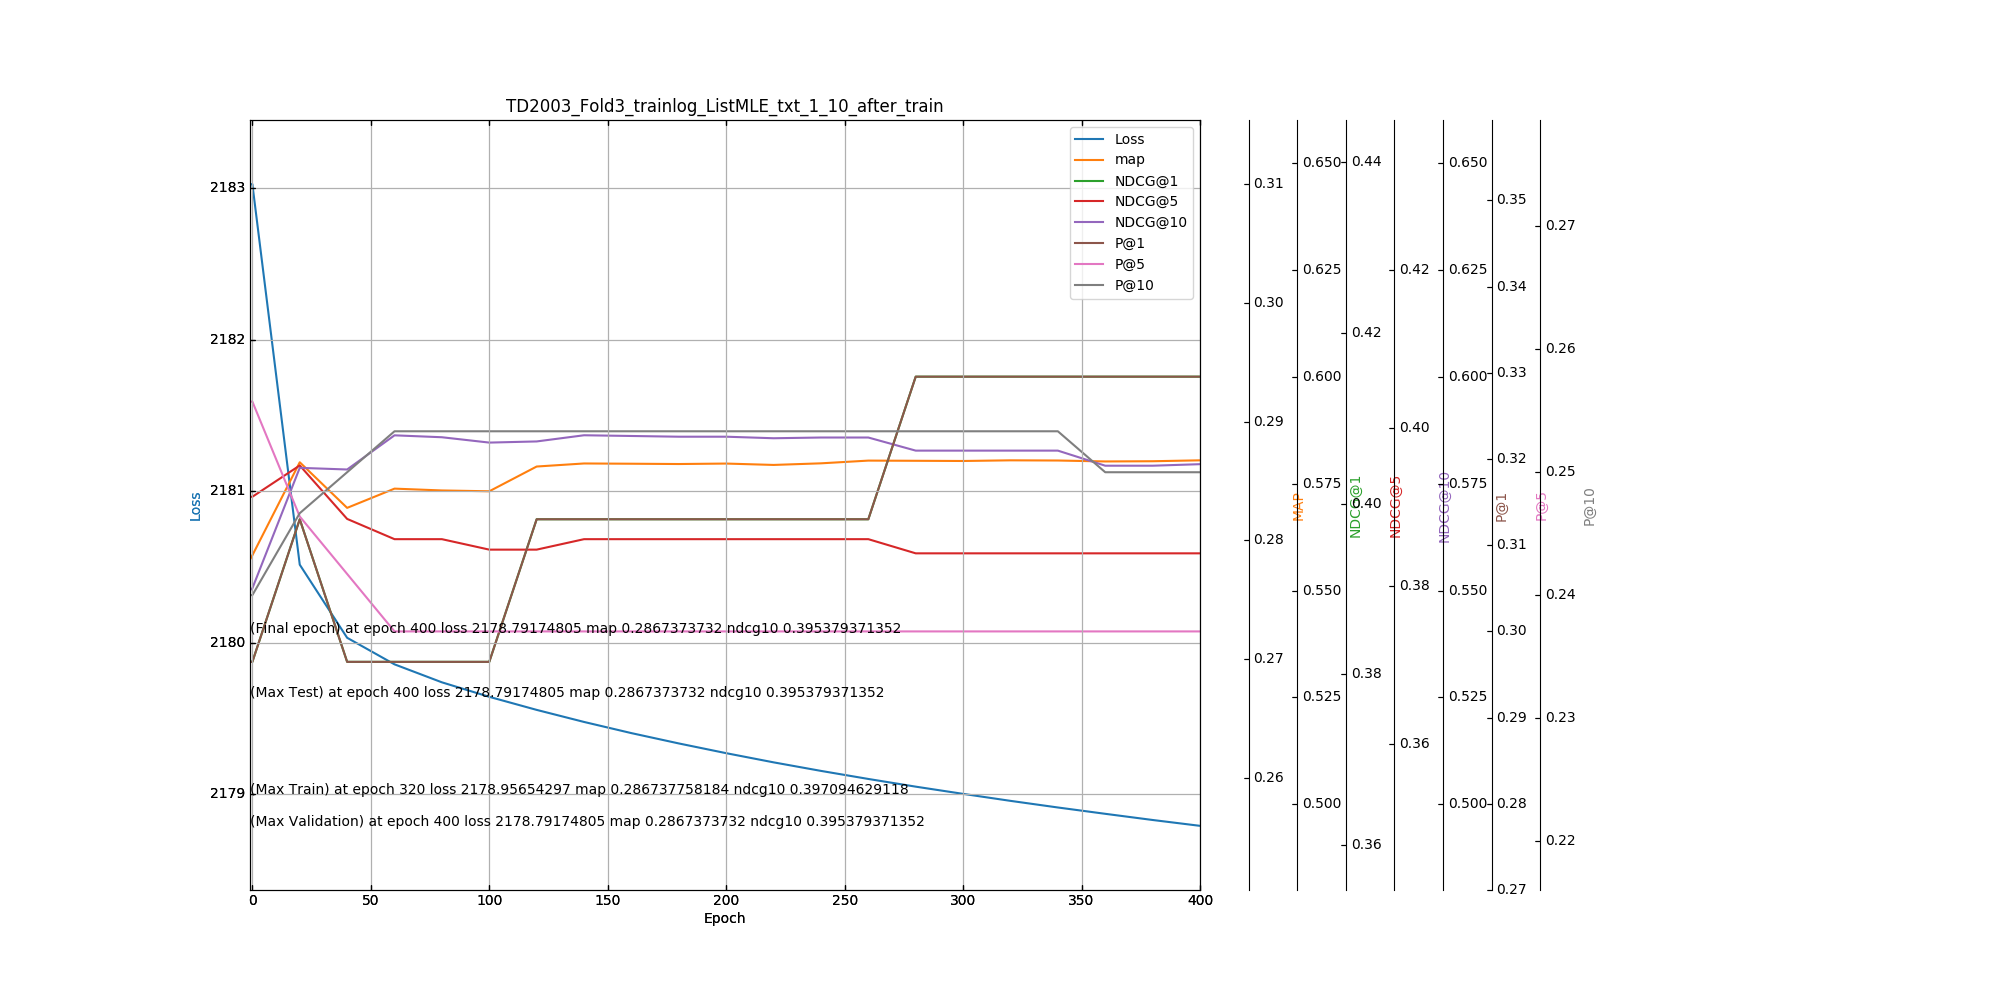 TD2003_Fold3_trainlog_ListMLE_txt_1_10_after_train
Loss
map
NDCG@1
NDCG@5
NDCG@10
P@1
P@5
P@10
2183
2182
2181
2180
2179
Loss
(Final epoch) at epoch 400 loss 2178.79174805 map 0.2867373732 ndcg10 0.395379371352
(Max Test) at epoch 400 loss 2178.79174805 map 0.2867373732 ndcg10 0.395379371352
(Max Train) at epoch 320 loss 2178.95654297 map 0.286737758184 ndcg10 0.397094629118
(Max Validation) at epoch 400 loss 2178.79174805 map 0.2867373732 ndcg10 0.395379371352
0 50 100 150 200 250 300 350 400
Epoch
0.31
0.30
0.29
0.28
0.27
0.26
MAP
0.650
0.625
0.600
0.575
0.550
0.525
0.500
NDCG@1
0.44
0.42
0.40
0.38
0.36
NDCG@5
0.42
0.40
0.38
0.36
NDCG@10
0.650
0.625
0.600
0.575
0.550
0.525
0.500
P@1
0.35
0.34
0.33
0.32
0.31
0.30
0.29
0.28
0.27
P@5
0.27
0.26
0.25
0.24
0.23
0.22
P@10